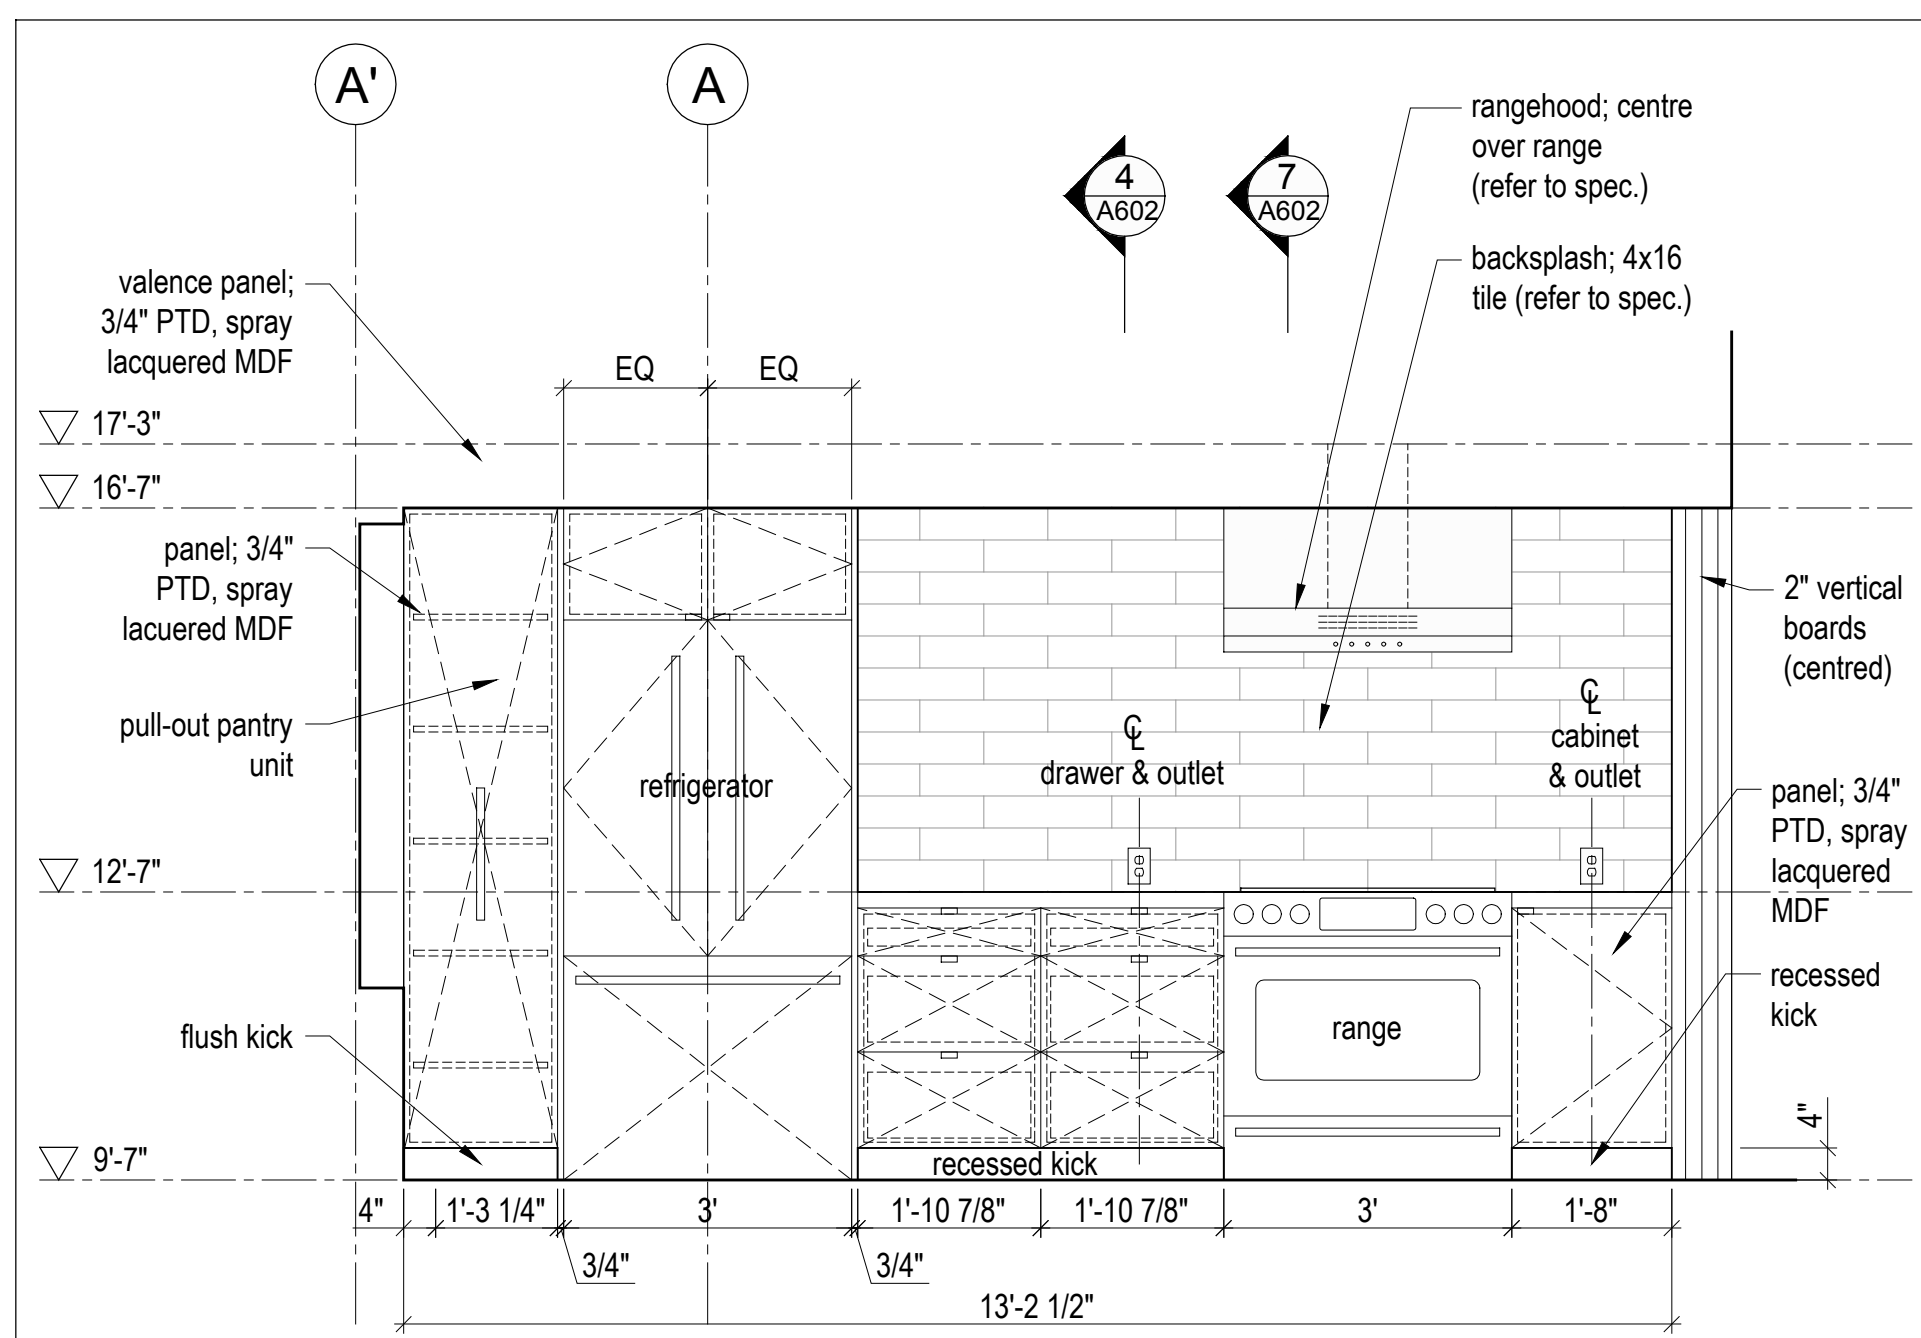 A'
A
4
A602
7
A602
rangehood; centre
over range
(refer to spec.)
backsplash; 4x16
tile (refer to spec.)
valence panel;
3/4" PTD, spray
lacquered MDF
EQ
EQ
17'-3"
16'-7"
panel; 3/4"
PTD, spray
lacuered MDF
2" vertical
boards
(centred)
pull-out pantry
unit
refrigerator
℄
drawer & outlet
℄
cabinet
& outlet
panel; 3/4"
PTD, spray
lacquered
MDF
12'-7"
recessed
kick
flush kick
range
9'-7"
recessed kick
4"
4"
1'-3 1/4"
3'
1'-10 7/8"
1'-10 7/8"
3'
1'-8"
3/4"
3/4"
13'-2 1/2"